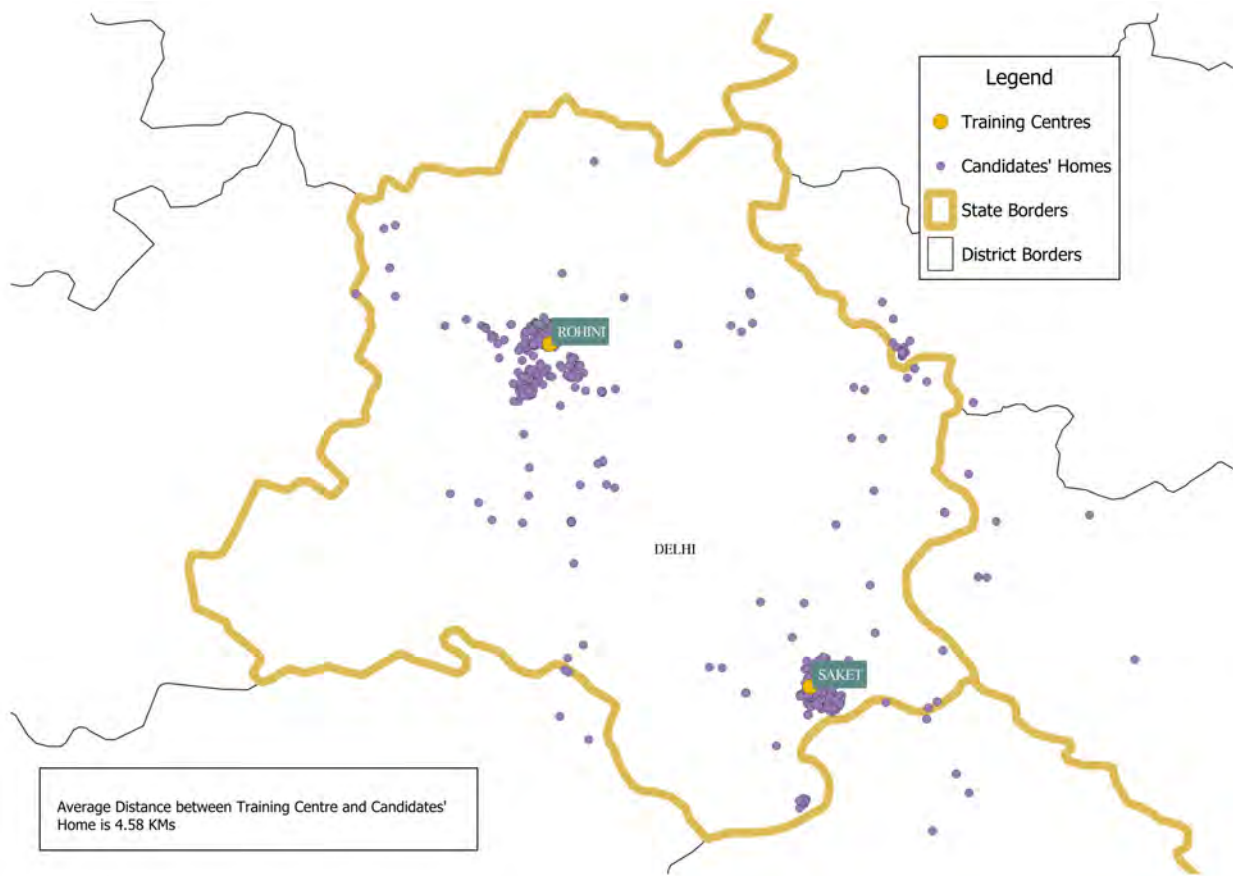 Legend
Training Centres
Candidates' Homes
State Borders
District Borders
ROHINI
DELHI
SAKET
Average Distance between Training Centre and Candidates'
Home is 4.58 KMs